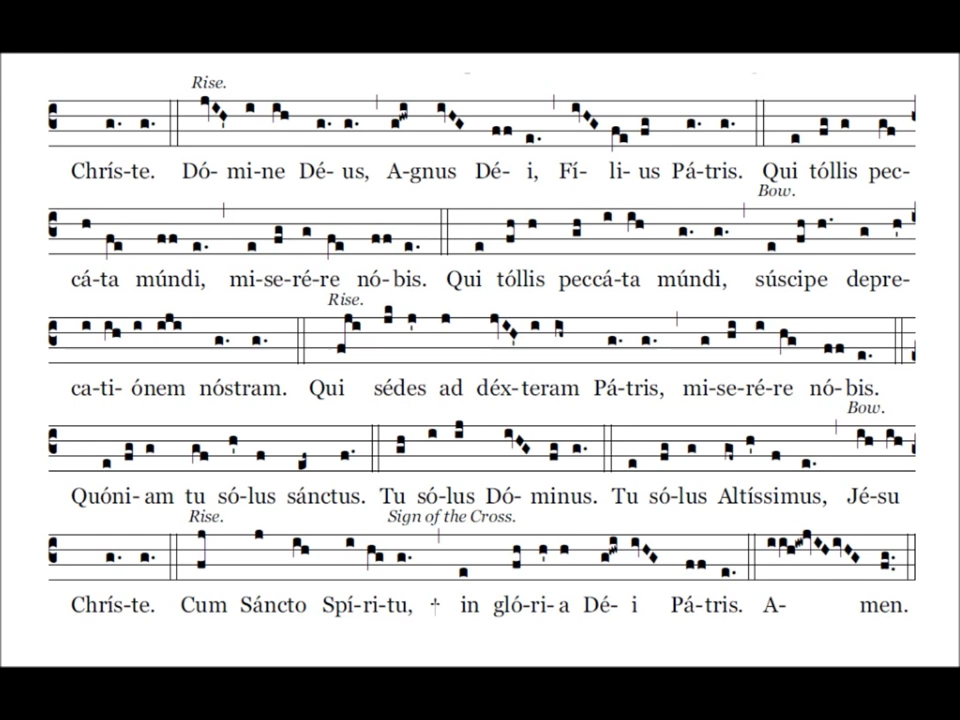 Rise.
Chrís-te. Dó- mi-ne Dé- us, A-gnus Dé- i, Fí- li- us Pá-tris. Qui tóllis pec-
Bow.
cá-ta múndi, mi-se-ré-re nó-bis. Qui tóllis peccá-ta múndi, súscipe depre-
Rise.
ca-ti- ónem nóstram. Qui sédes ad déx-teram Pá-tris, mi-se-ré-re nó-bis.
Bow.
Quóni- am tu só-lus sánctus. Tu só-lus Dó- minus. Tu só-lus Altíssimus, Jé-su
Rise. Sign of the Cross.
Chrís-te. Cum Sáncto Spí-ri-tu, † in gló-ri- a Dé- i Pá-tris. A- men.